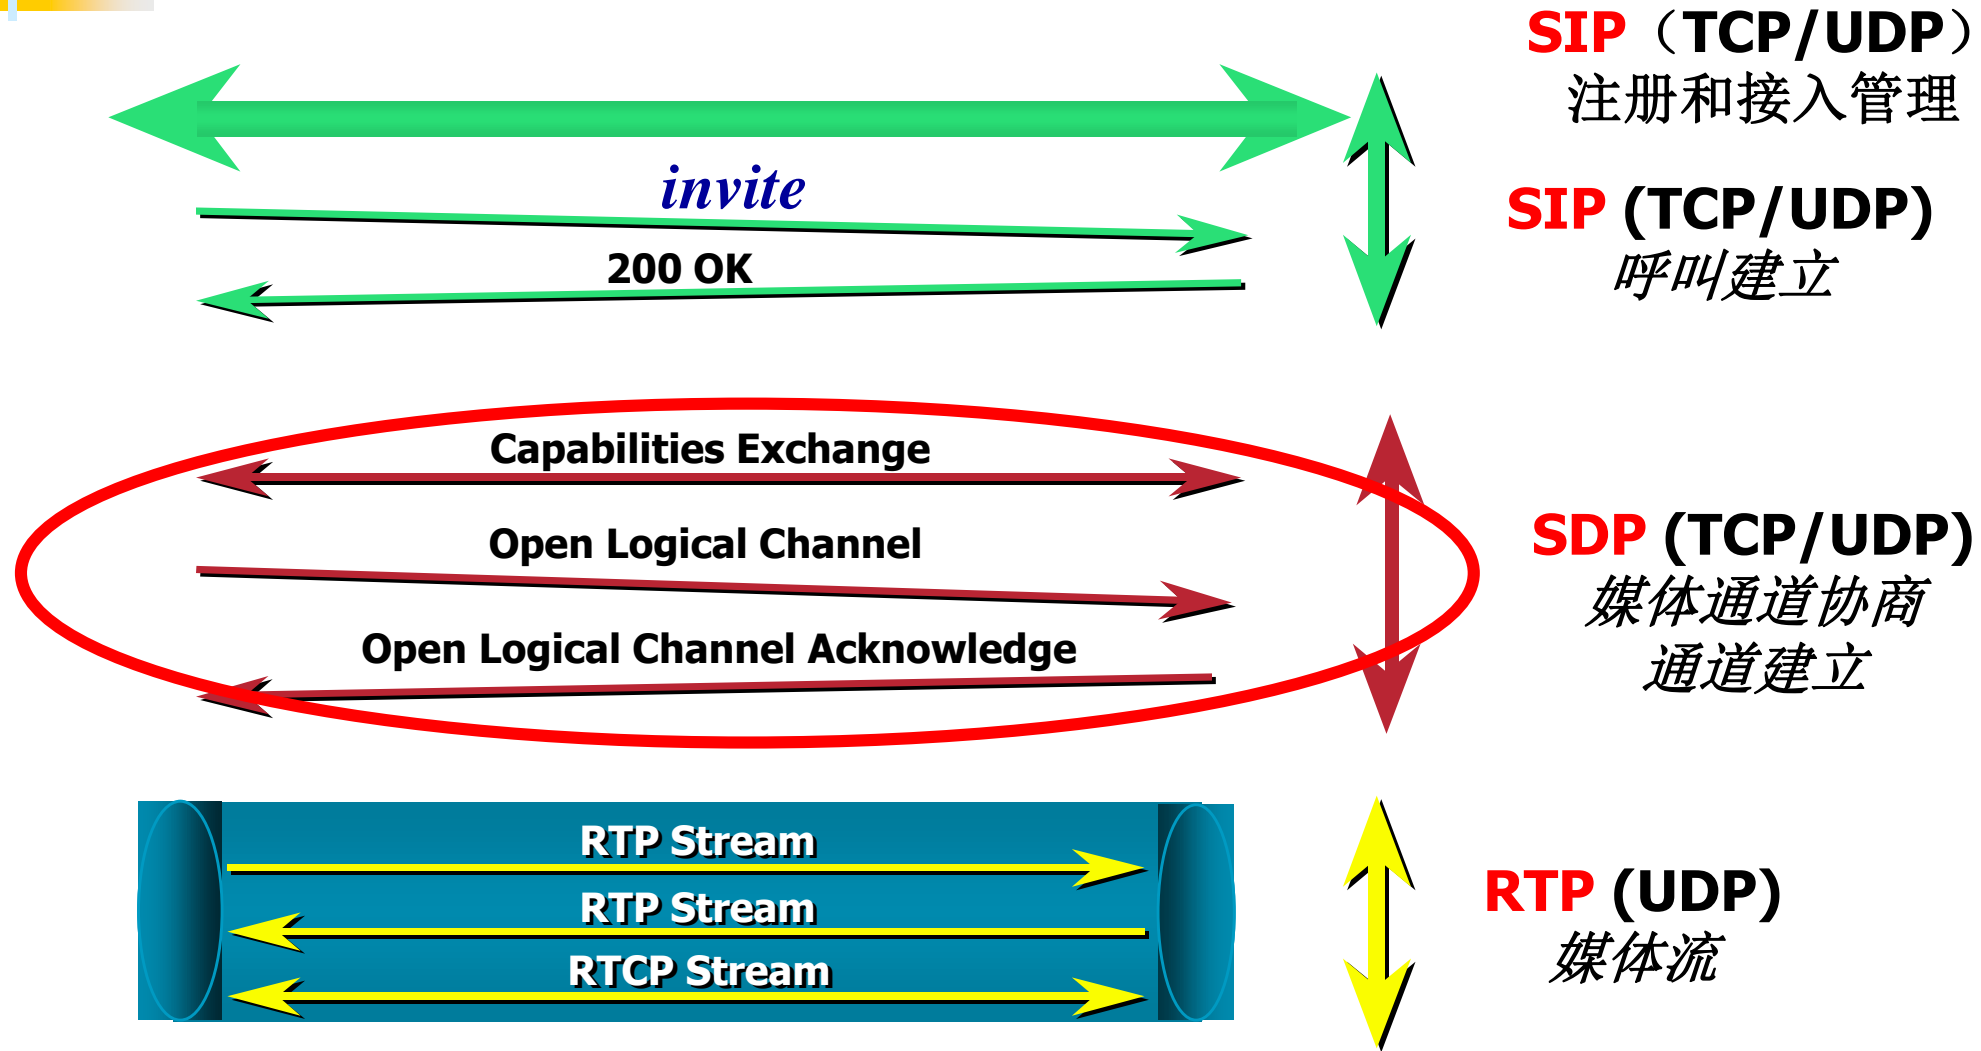 SIP（TCP/UDP）
注册和接入管理
invite
SIP (TCP/UDP)
200 OK
呼叫建立
Capabilities Exchange
Open Logical Channel
Open Logical Channel Acknowledge
SDP (TCP/UDP)
媒体通道协商
通道建立
RTP Stream
RTP Stream
RTCP Stream
RTP (UDP)
媒体流